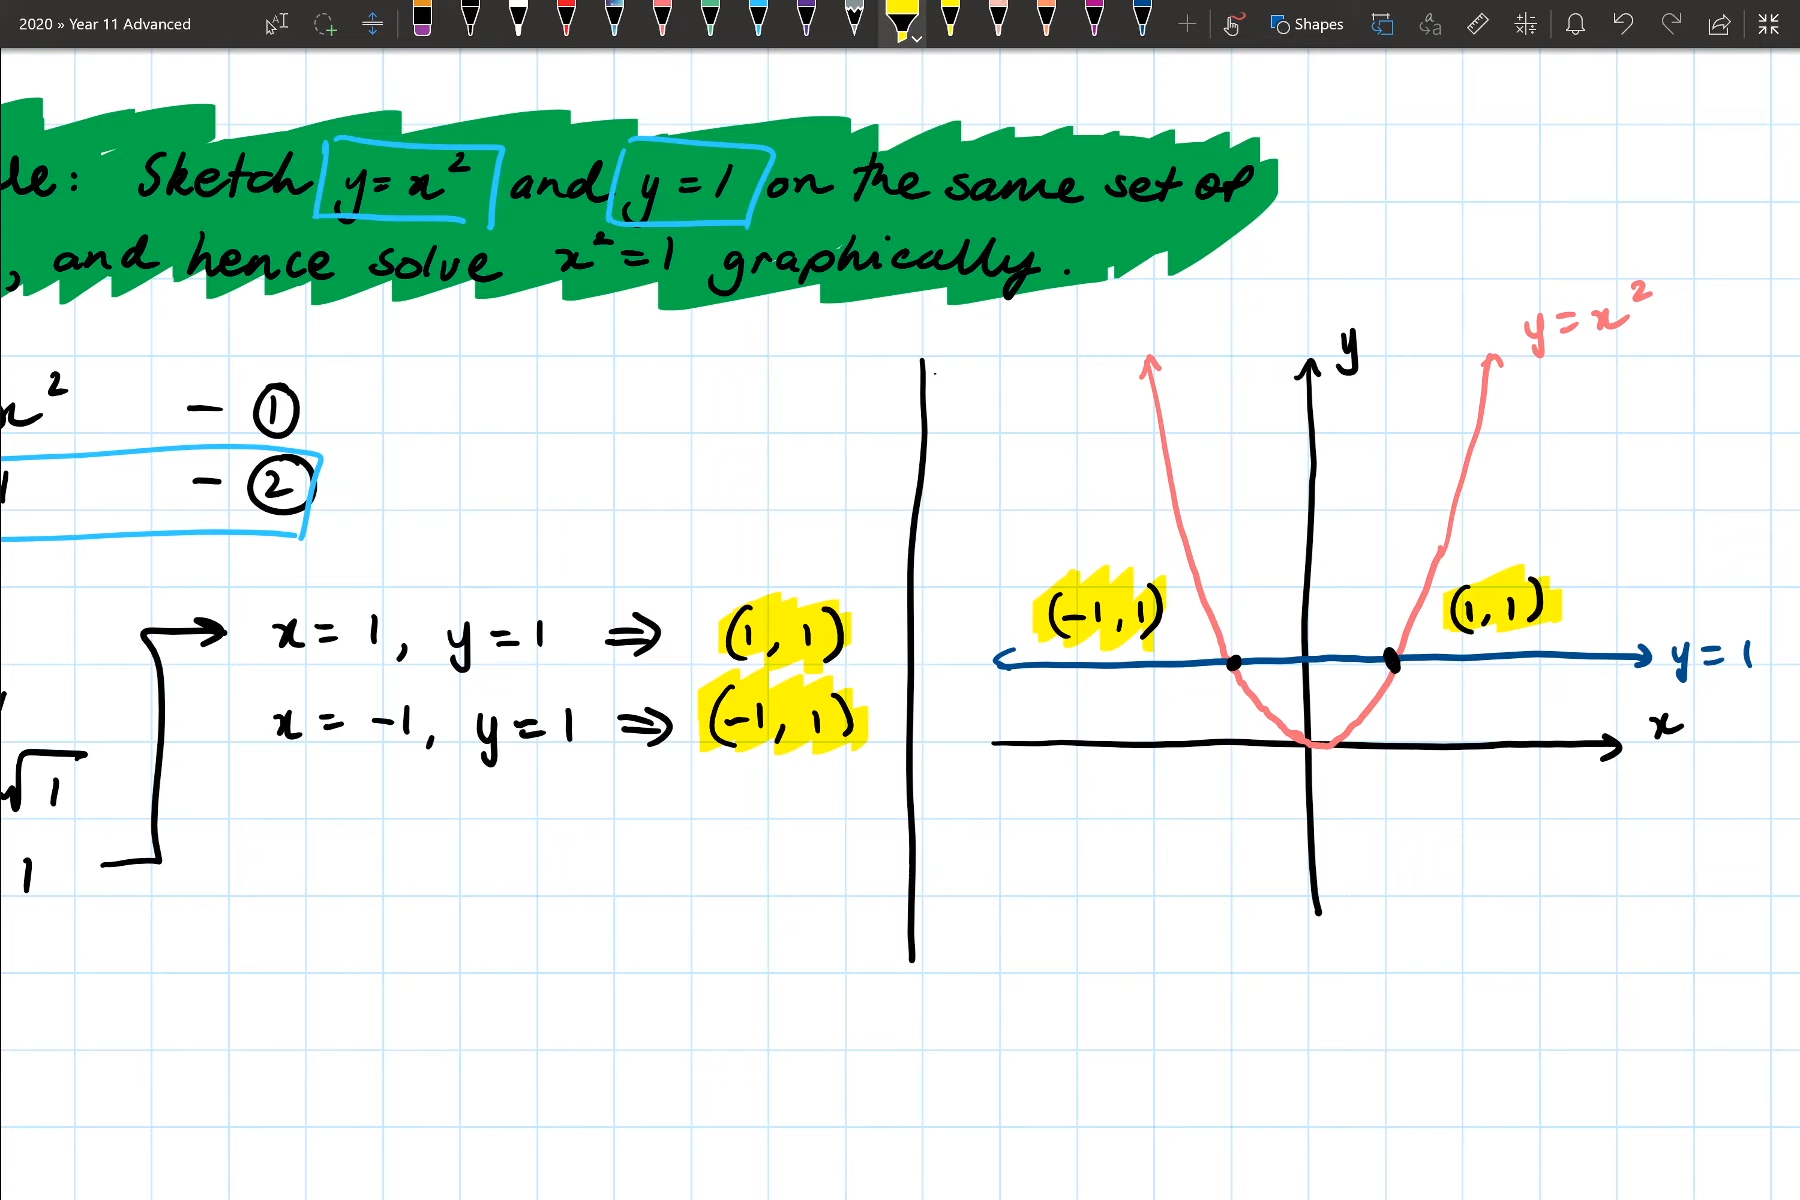 2020 » Year 11 Advanced
Shapes
le: Sketch y = x² and y = 1 on the same set of
, and hence solve x² = 1 graphically.
x² - ①
1 - ②
x = 1, y = 1 ⇒ (1, 1)
x = -1, y = 1 ⇒ (-1, 1)
√1
1
y
y = x²
(-1, 1)
(1, 1)
y = 1
x